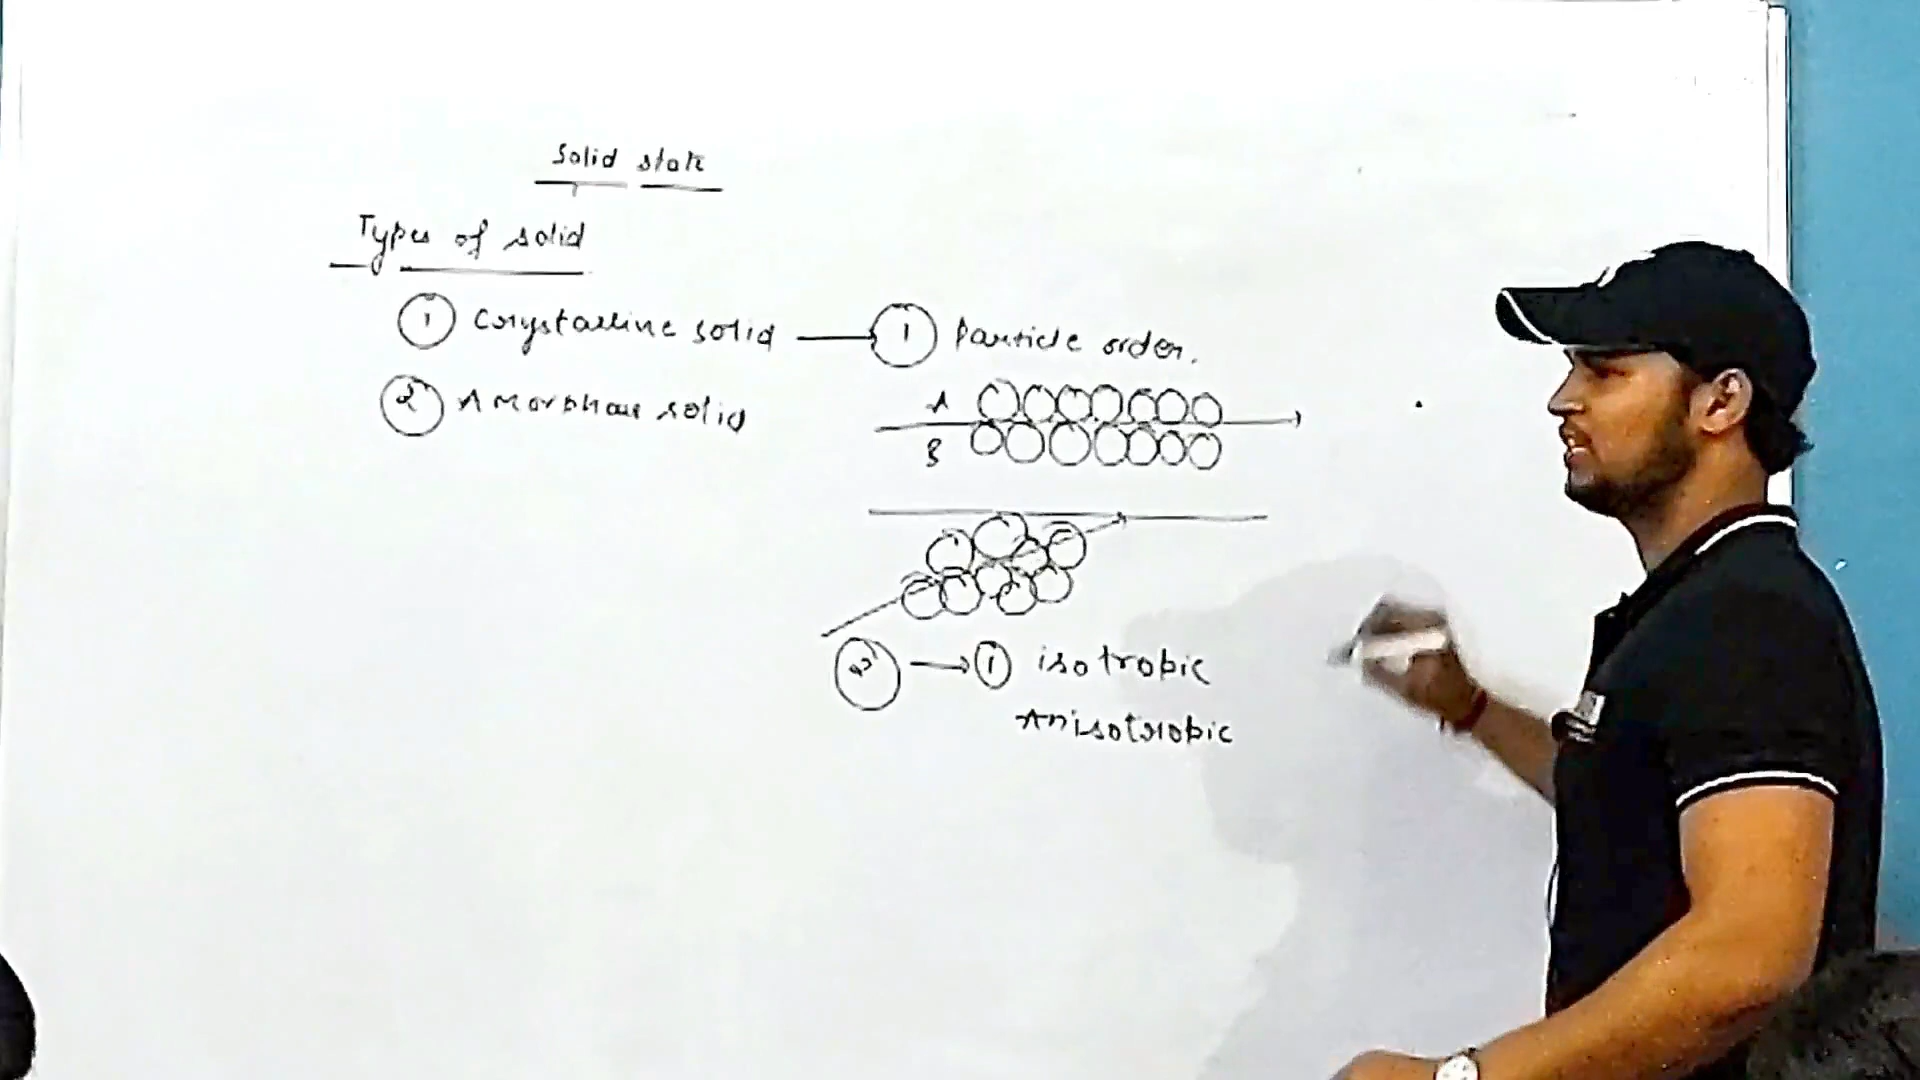 Solid state
Types of solid
1 Crystalline solid → 1 Particle order.
2 Amorphous solid
A
B
2 → 1 isotropic
Anisotropic